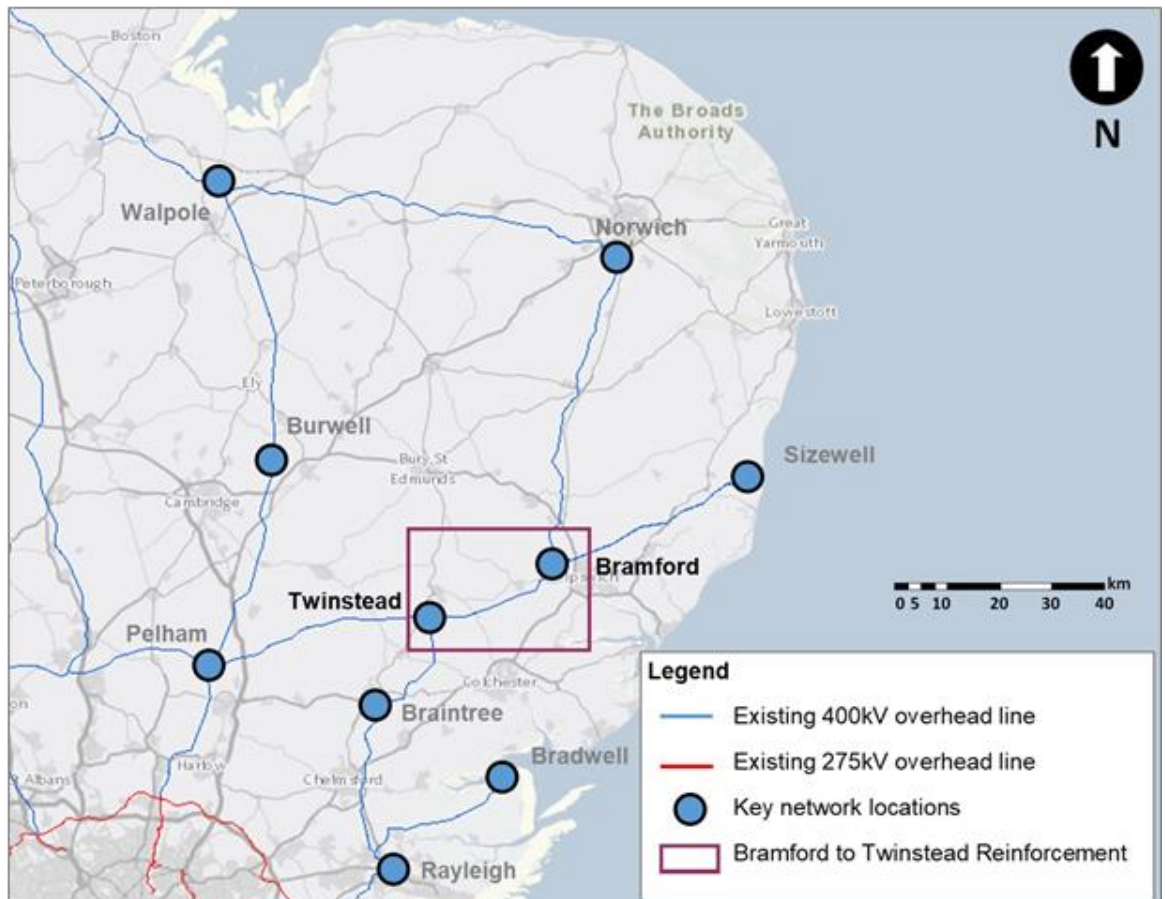 Boston
The Broads
Authority
N
Walpole
Norwich
Great
Yarmouth
Peterborough
Lowestoft
Ely
Burwell
Sizewell
Bury St
Edmunds
Cambridge
Bramford
Twinstead
km
0 5 10 20 30 40
Pelham
Colchester
Braintree
Bradwell
Harlow
Chelmsford
Rayleigh
Legend
Existing 400kV overhead line
Existing 275kV overhead line
Key network locations
Bramford to Twinstead Reinforcement